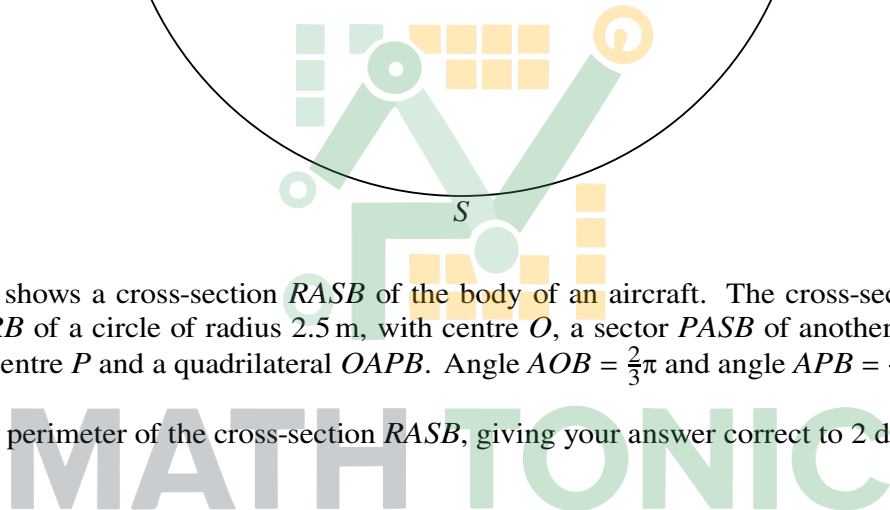 S
shows a cross-section RASB of the body of an aircraft. The cross-sec
RB of a circle of radius 2.5 m, with centre O, a sector PASB of another
entre P and a quadrilateral OAPB. Angle AOB = \frac{2}{3}π and angle APB =
perimeter of the cross-section RASB, giving your answer correct to 2 d
MATH TONIC